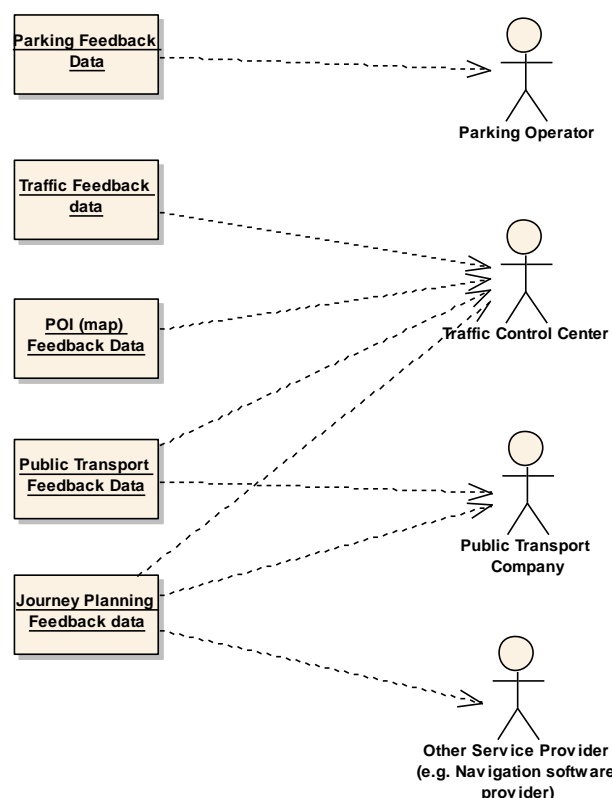 Parking Feedback
Data
Parking Operator
Traffic Feedback
data
Traffic Control Center
POI (map)
Feedback Data
Public Transport
Feedback Data
Public Transport
Company
Journey Planning
Feedback data
Other Service Provider
(e.g. Navigation software
provider)